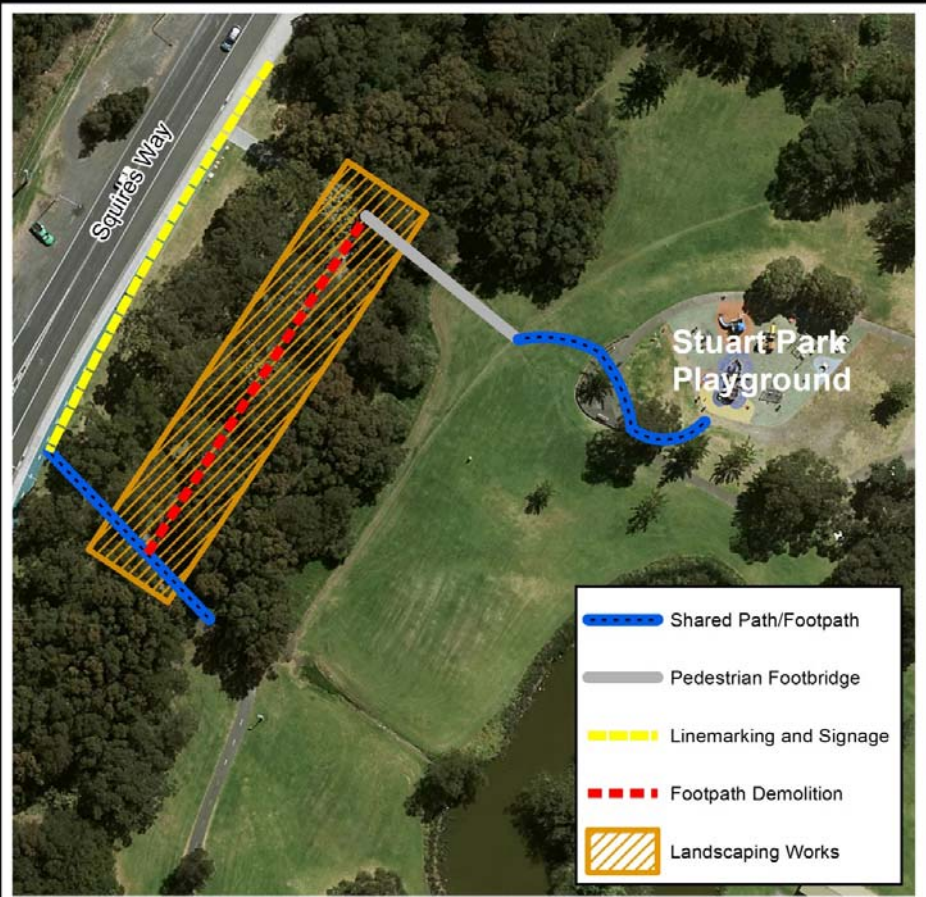 Squires Way
Stuart Park
Playground
Shared Path/Footpath
Pedestrian Footbridge
Linemarking and Signage
Footpath Demolition
Landscaping Works